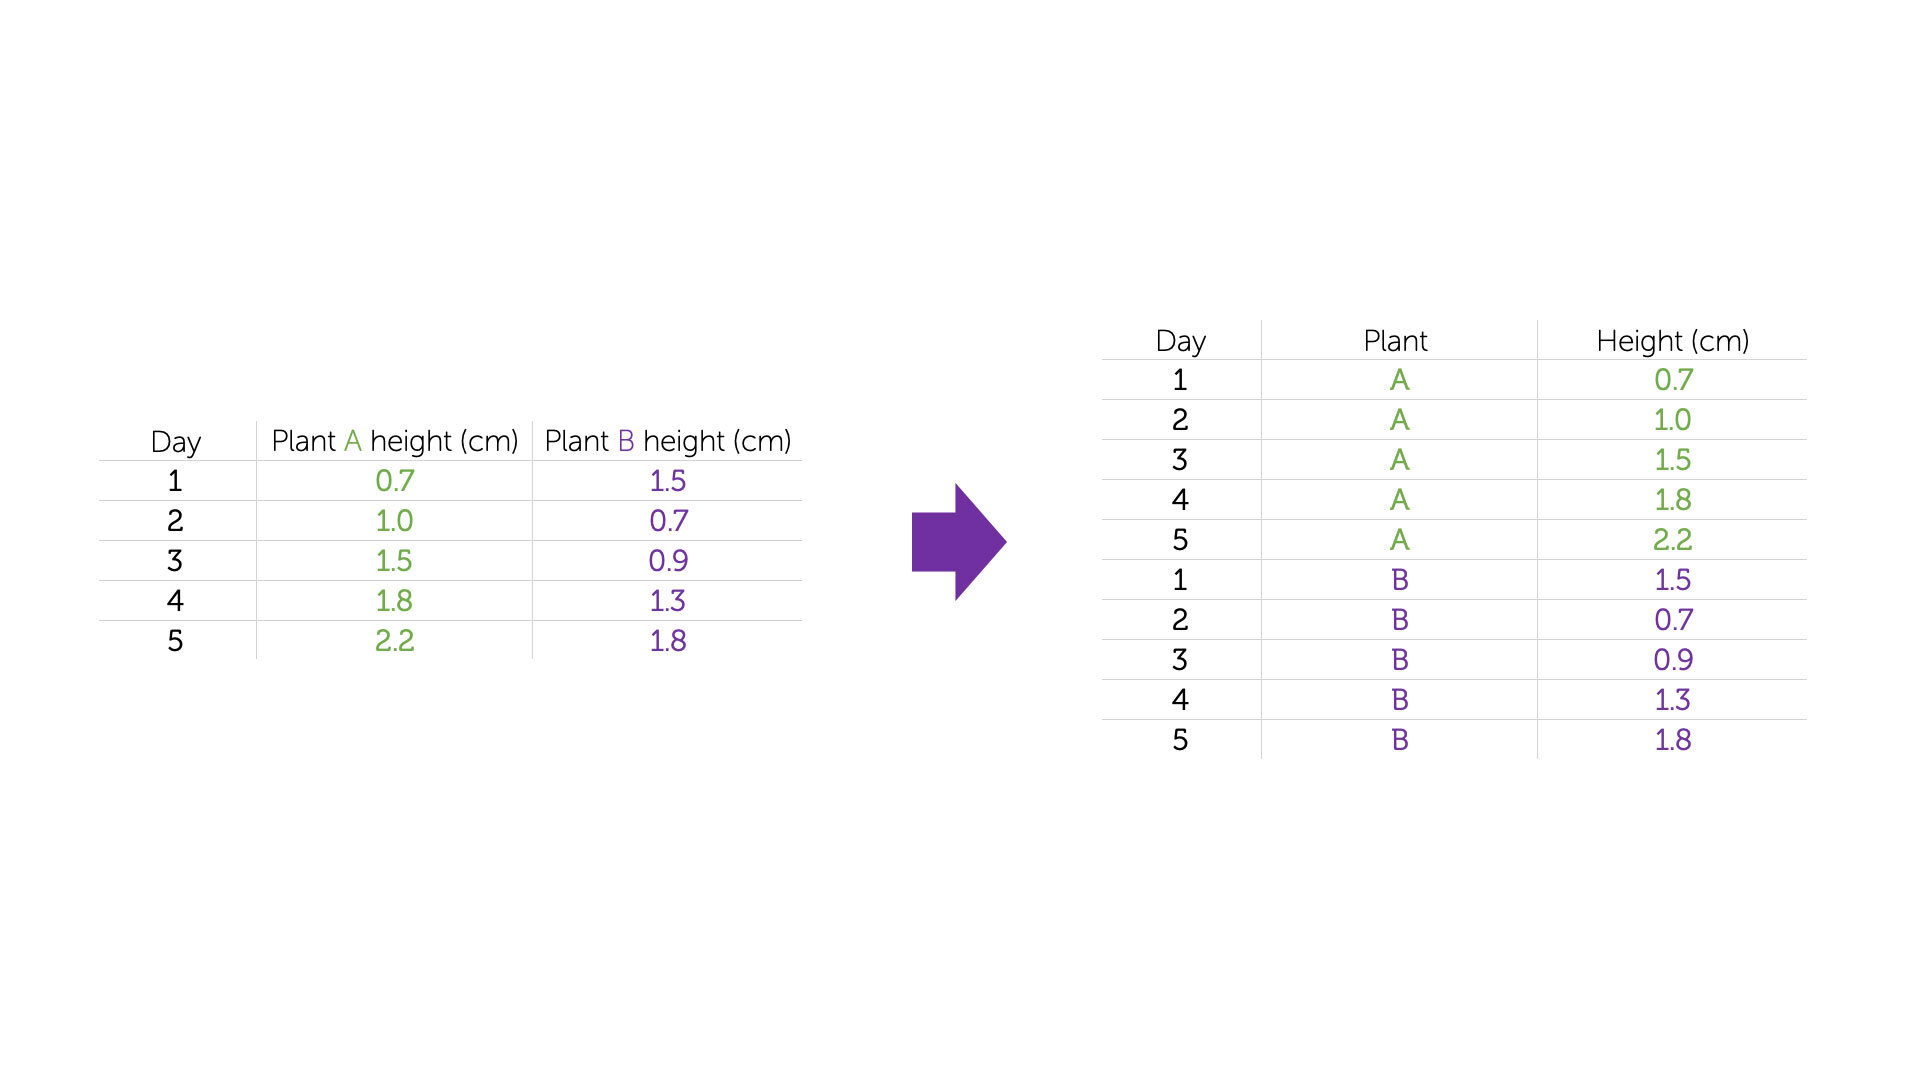 Day Plant A height (cm) Plant B height (cm)
1 0.7 1.5
2 1.0 0.7
3 1.5 0.9
4 1.8 1.3
5 2.2 1.8
Day Plant Height (cm)
1 A 0.7
2 A 1.0
3 A 1.5
4 A 1.8
5 A 2.2
1 B 1.5
2 B 0.7
3 B 0.9
4 B 1.3
5 B 1.8